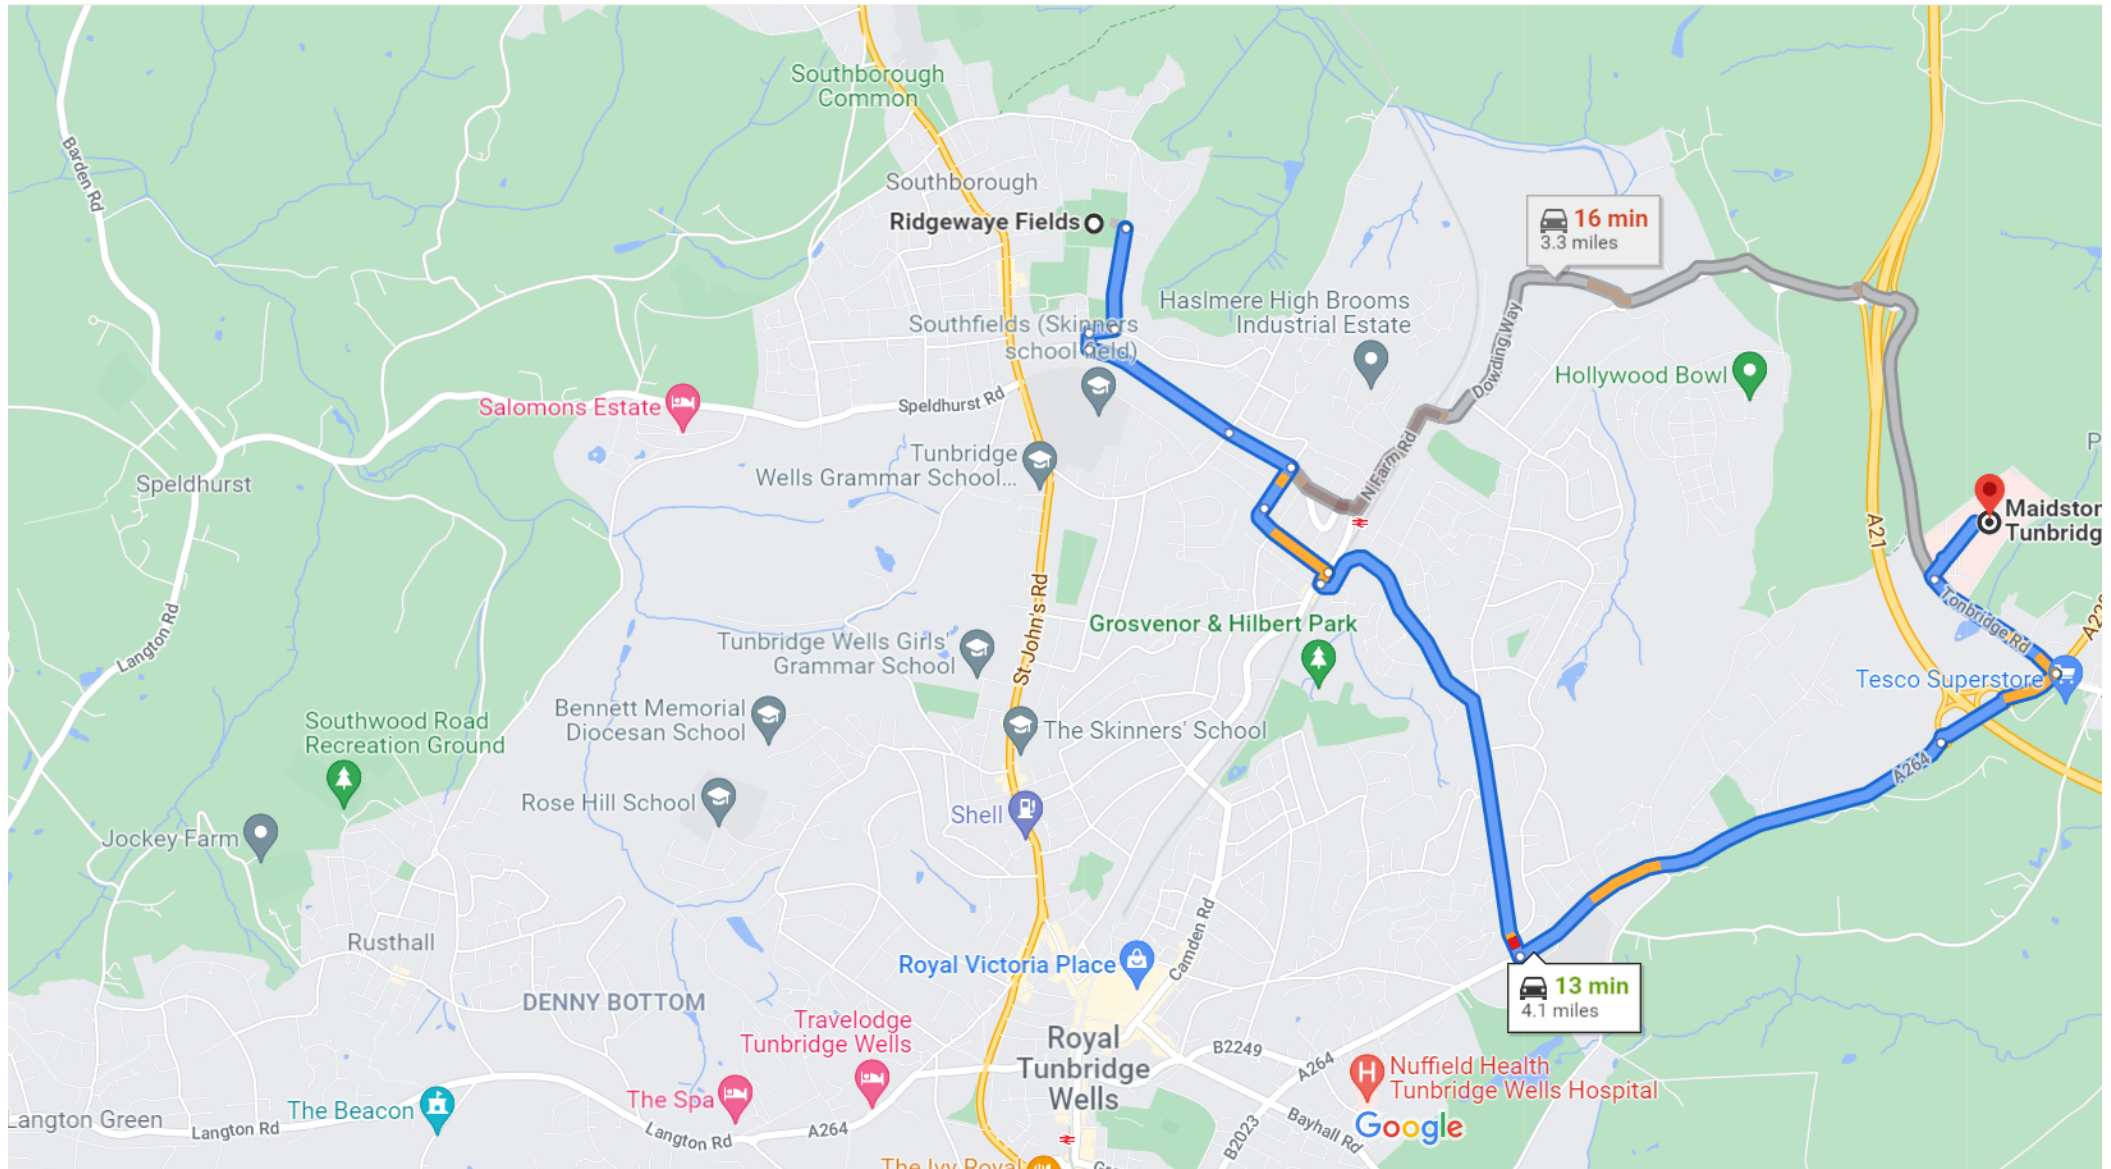 Southborough
Common
Barden Rd
Southborough
Ridgewaye Fields
16 min
3.3 miles
Haslmere High Brooms
Industrial Estate
Southfields (Skinners
school field)
Dowding Way
Hollywood Bowl
Speldhurst Rd
Salomons Estate
Tunbridge
Wells Grammar School...
N Farm Rd
Speldhurst
A21
Maidston
Tunbridg
Tonbridge Rd
Langton Rd
St John's Rd
Grosvenor & Hilbert Park
Tunbridge Wells Girls'
Grammar School
Tesco Superstore
Bennett Memorial
Diocesan School
The Skinners' School
Southwood Road
Recreation Ground
A264
Rose Hill School
Shell
Jockey Farm
Rusthall
Camden Rd
Royal Victoria Place
DENNY BOTTOM
13 min
4.1 miles
Travelodge
Tunbridge Wells
Royal
Tunbridge
Wells
B2249
A264
Nuffield Health
Tunbridge Wells Hospital
The Spa
The Beacon
Langton Green
Langton Rd
Langton Rd
A264
B2023
Bayhall Rd
Google
The Ivy Royal